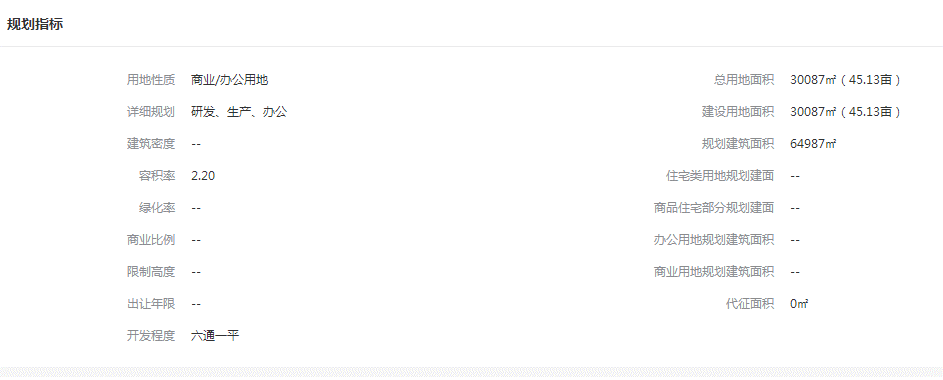 规划指标
用地性质 商业/办公用地 总用地面积 30087㎡（45.13亩）
详细规划 研发、生产、办公 建设用地面积 30087㎡（45.13亩）
建筑密度 -- 规划建筑面积 64987㎡
容积率 2.20 住宅类用地规划建面 --
绿化率 -- 商品住宅部分规划建面 --
商业比例 -- 办公用地规划建筑面积 --
限制高度 -- 商业用地规划建筑面积 --
出让年限 -- 代征面积 0㎡
开发程度 六通一平